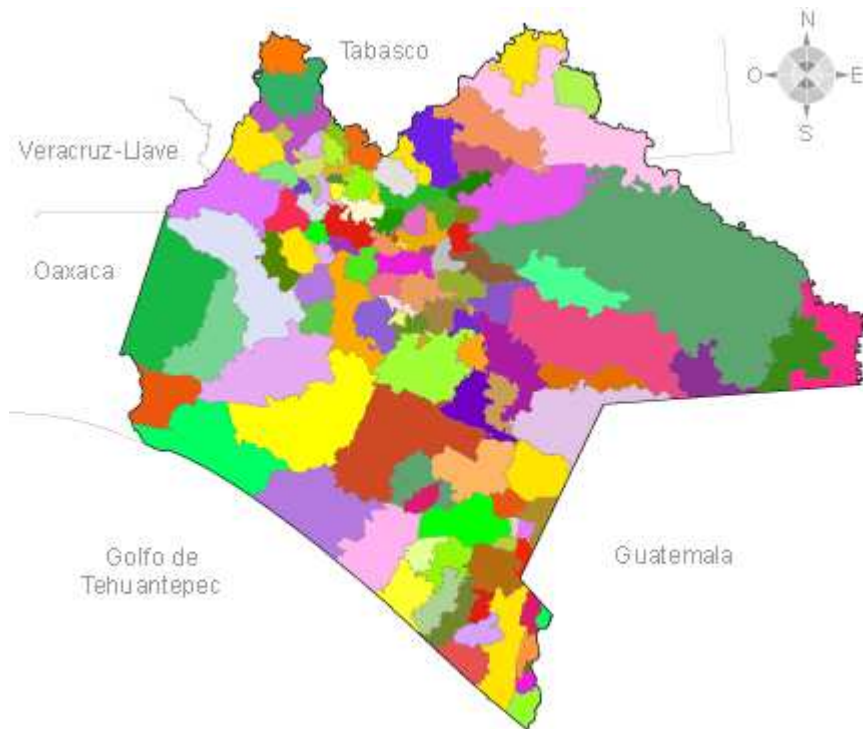 N
Tabasco
O
E
S
Veracruz-Llave
Oaxaca
Golfo de
Tehuantepec
Guatemala